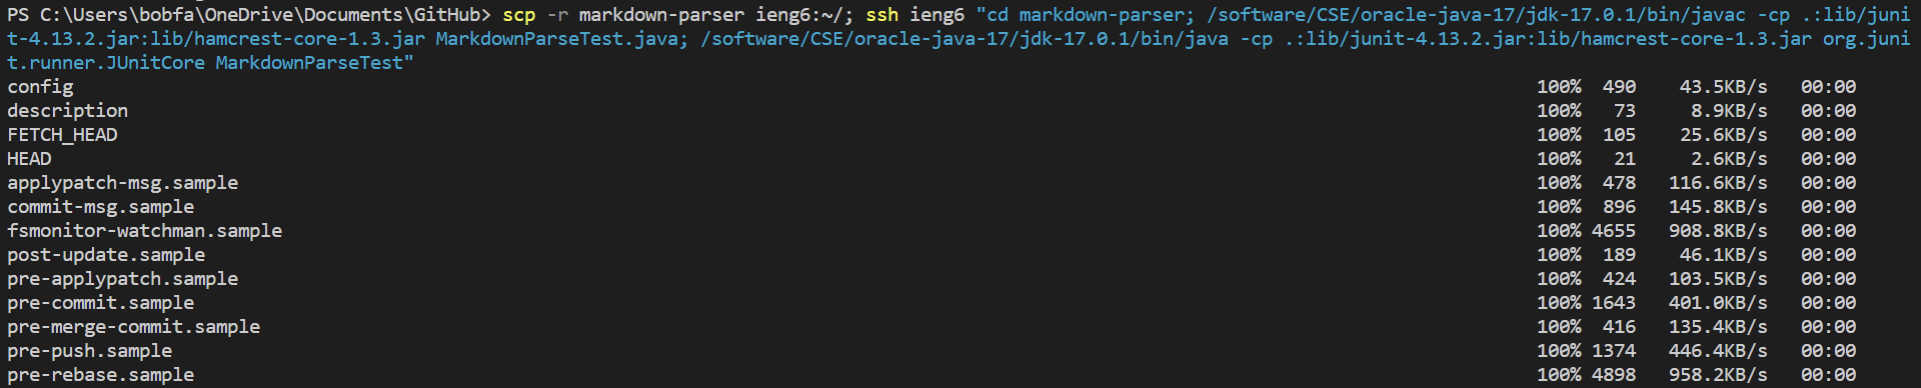 PS C:\Users\bobfa\OneDrive\Documents\GitHub> scp -r markdown-parser ieng6:~/; ssh ieng6 "cd markdown-parser; /software/CSE/oracle-java-17/jdk-17.0.1/bin/javac -cp .:lib/juni
t-4.13.2.jar:lib/hamcrest-core-1.3.jar MarkdownParseTest.java; /software/CSE/oracle-java-17/jdk-17.0.1/bin/java -cp .:lib/junit-4.13.2.jar:lib/hamcrest-core-1.3.jar org.juni
t.runner.JUnitCore MarkdownParseTest"
config 100% 490 43.5KB/s 00:00
description 100% 73 8.9KB/s 00:00
FETCH_HEAD 100% 105 25.6KB/s 00:00
HEAD 100% 21 2.6KB/s 00:00
applypatch-msg.sample 100% 478 116.6KB/s 00:00
commit-msg.sample 100% 896 145.8KB/s 00:00
fsmonitor-watchman.sample 100% 4655 908.8KB/s 00:00
post-update.sample 100% 189 46.1KB/s 00:00
pre-applypatch.sample 100% 424 103.5KB/s 00:00
pre-commit.sample 100% 1643 401.0KB/s 00:00
pre-merge-commit.sample 100% 416 135.4KB/s 00:00
pre-push.sample 100% 1374 446.4KB/s 00:00
pre-rebase.sample 100% 4898 958.2KB/s 00:00